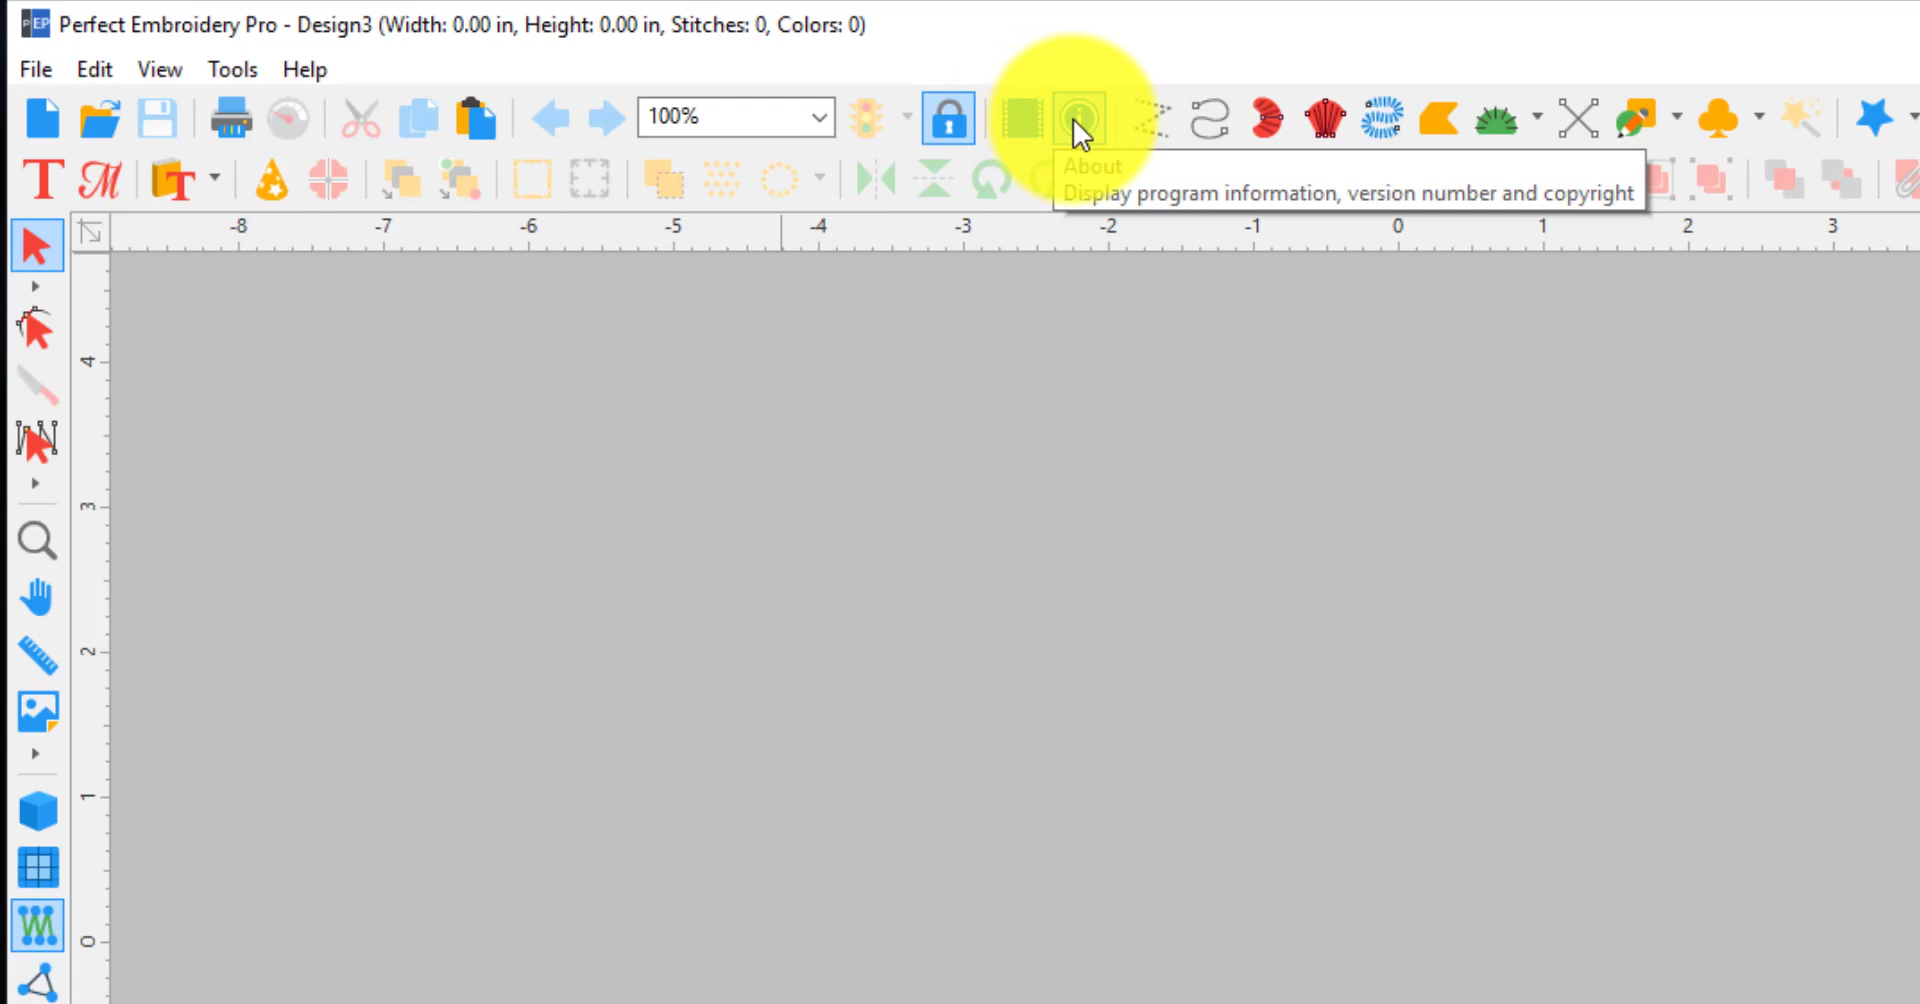 EP Perfect Embroidery Pro - Design3 (Width: 0.00 in, Height: 0.00 in, Stitches: 0, Colors: 0)
File Edit View Tools Help
100%
T M T
About
Display program information, version number and copyright
-8 -7 -6 -5 -4 -3 -2 -1 0 1 2 3
4
3
2
1
0